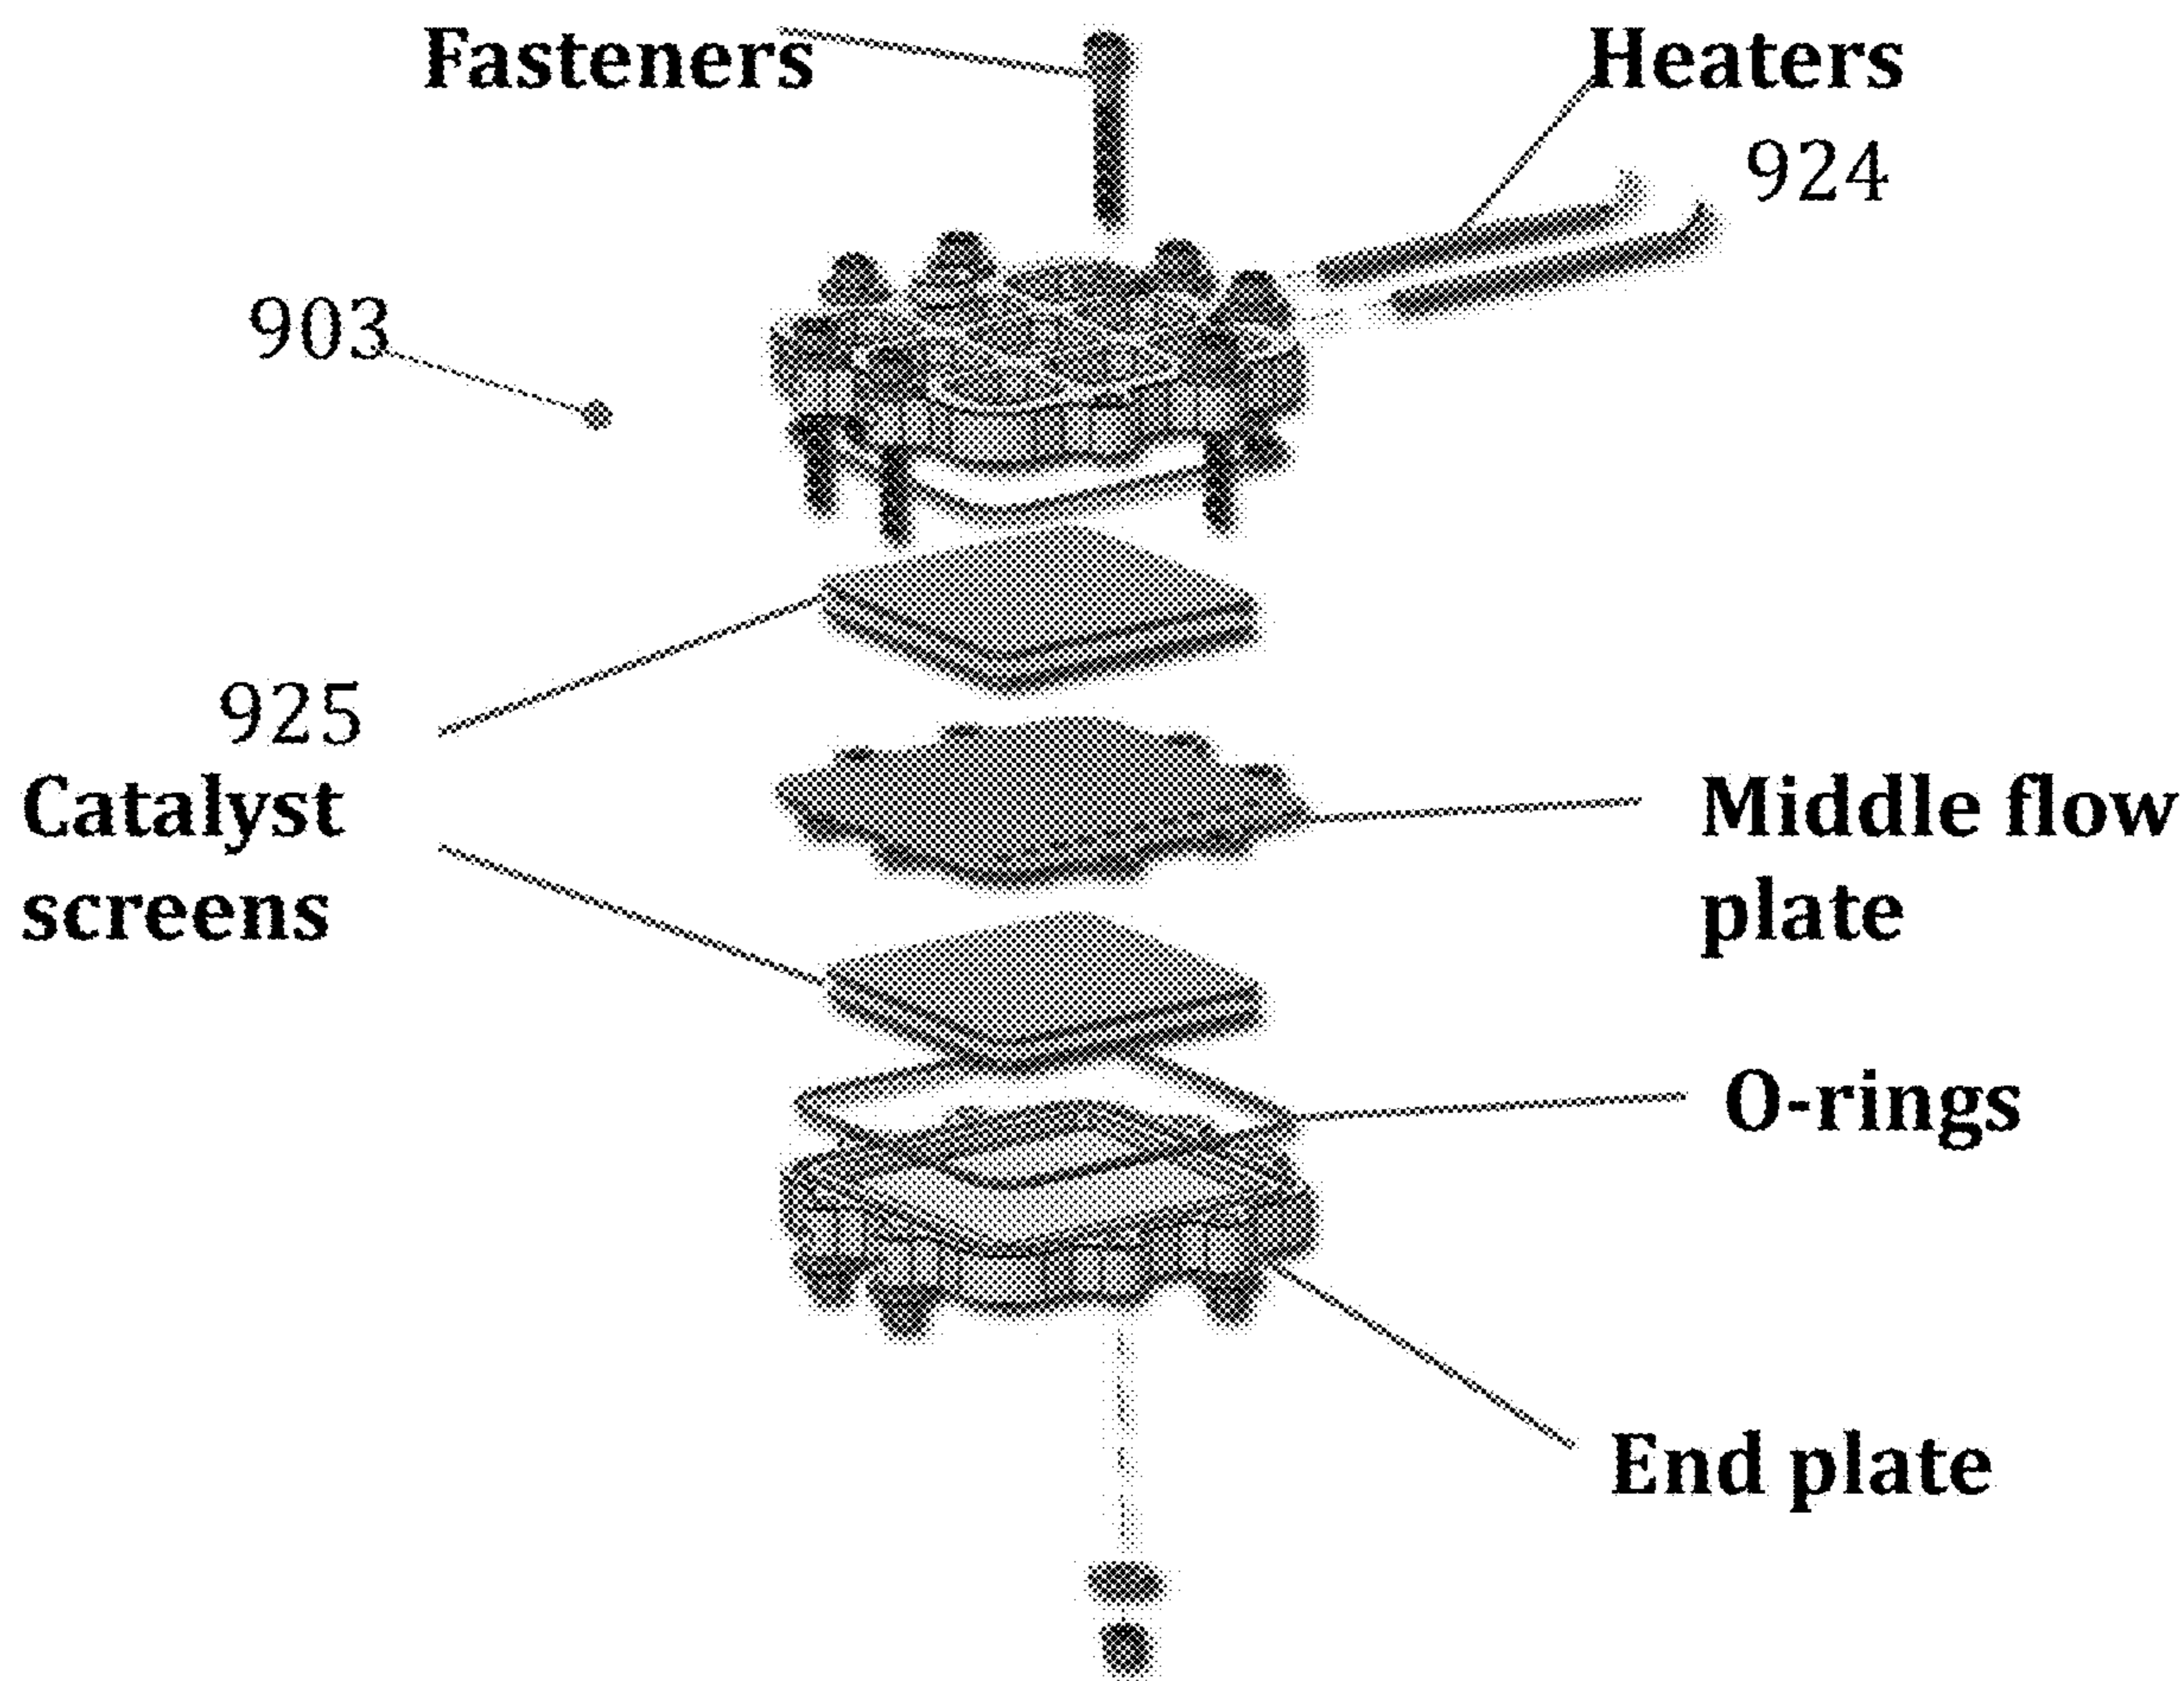 Fasteners
Heaters
924
903
925
Catalyst
screens
Middle flow
plate
O-rings
End plate